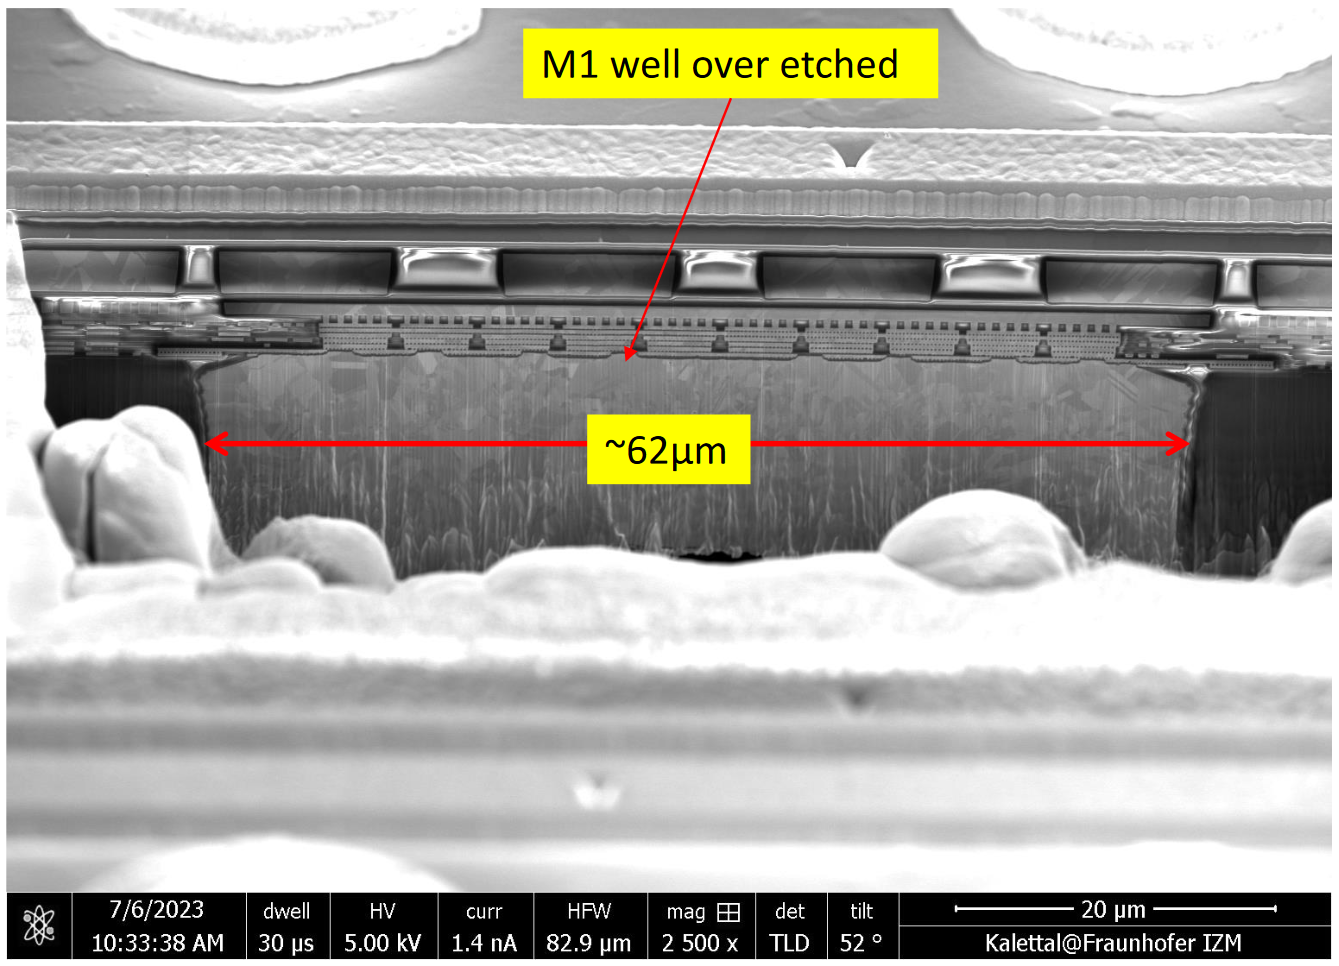 M1 well over etched
~62µm
7/6/2023
10:33:38 AM
dwell
30 µs
HV
5.00 kV
curr
1.4 nA
HFW
82.9 µm
mag
2 500 x
det
TLD
tilt
52 °
20 µm
Kalettal@Fraunhofer IZM